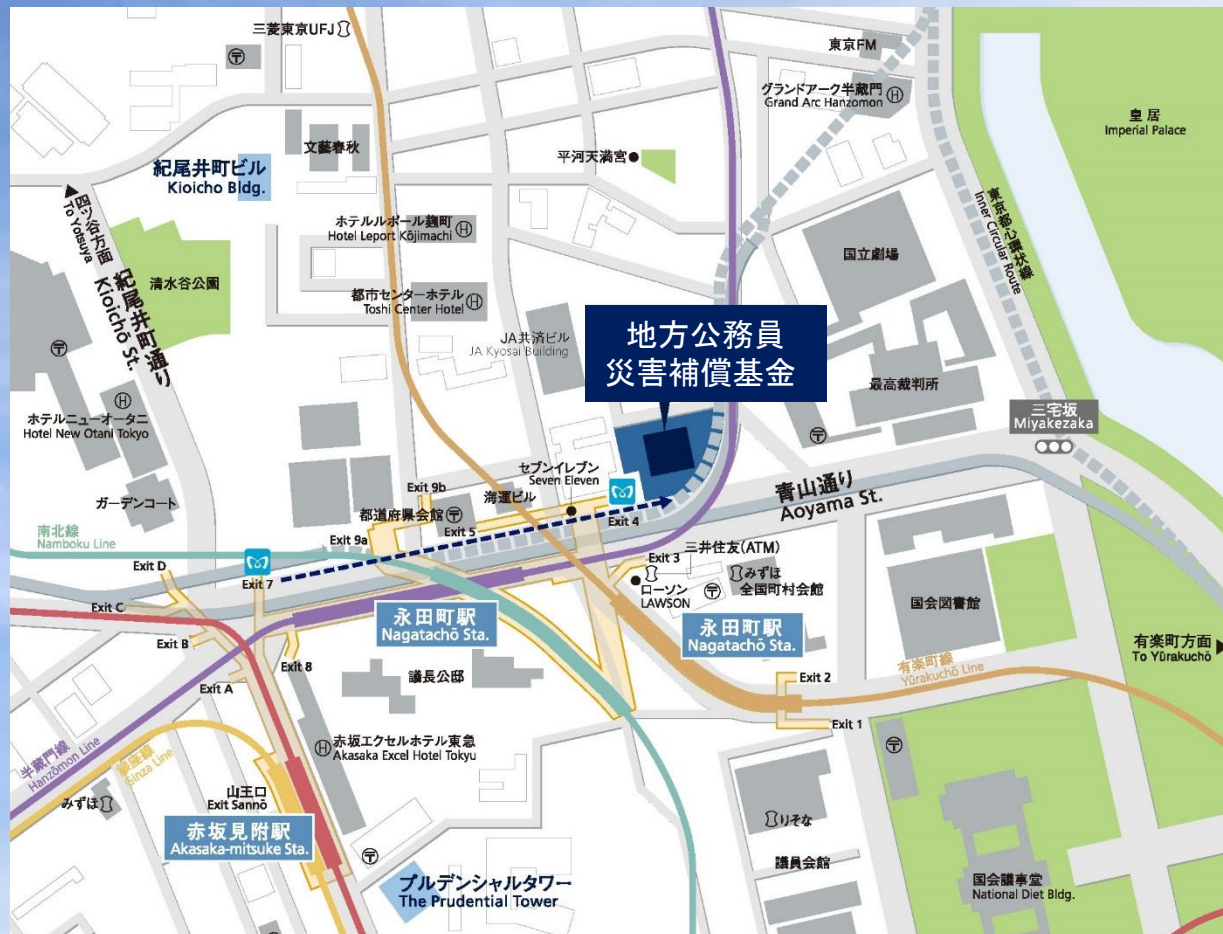 三菱東京UFJ
東京FM
グランドアーク半蔵門
Grand Arc Hanzomon
皇居
Imperial Palace
文藝春秋
紀尾井町ビル
Kioicho Bldg.
平河天満宮
四ツ谷方面
To Yotsuya
紀尾井町通り
Kioichō St.
清水谷公園
ホテルルポール麹町
Hotel Leport Kōjimachi
都市センターホテル
Toshi Center Hotel
東京都心環状線
Inner Circular Route
国立劇場
JA共済ビル
JA Kyosai Building
地方公務員
災害補償基金
最高裁判所
三宅坂
Miyakezaka
ホテルニューオータニ
Hotel New Otani Tokyo
ガーデンコート
セブンイレブン
Seven Eleven
青山通り
Aoyama St.
Exit 9b
海運ビル
都道府県会館
Exit 5
Exit 4
Exit 9a
南北線
Namboku Line
Exit D
Exit 7
Exit 3
三井住友(ATM)
みずほ
ローソン
LAWSON
全国町村会館
国会図書館
Exit C
Exit B
永田町駅
Nagatachō Sta.
永田町駅
Nagatachō Sta.
有楽町方面
To Yūrakuchō
有楽町線
Yūrakuchō Line
Exit 8
Exit A
議長公邸
Exit 2
Exit 1
半蔵門線
Hanzōmon Line
銀座線
Ginza Line
赤坂エクセルホテル東急
Akasaka Excel Hotel Tokyu
みずほ
山王口
Exit Sannō
赤坂見附駅
Akasaka-mitsuke Sta.
りそな
議員会館
プルデンシャルタワー
The Prudential Tower
国会議事堂
National Diet Bldg.